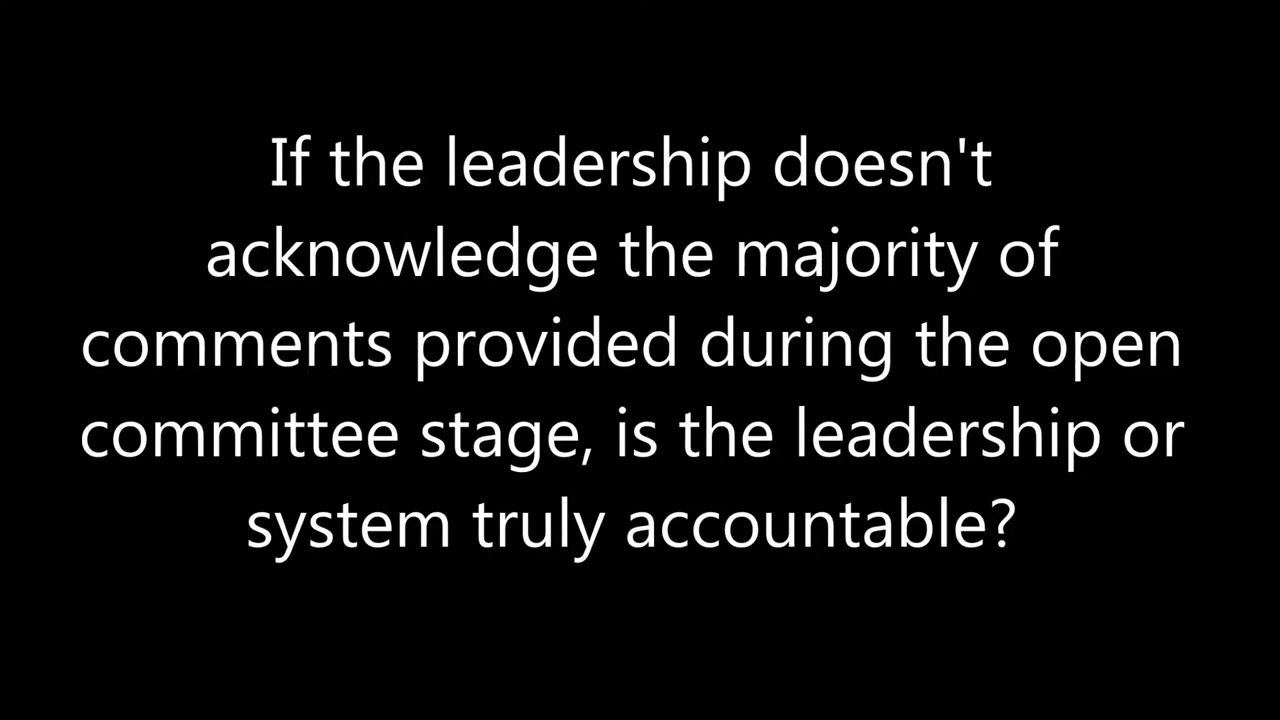 If the leadership doesn't
acknowledge the majority of
comments provided during the open
committee stage, is the leadership or
system truly accountable?